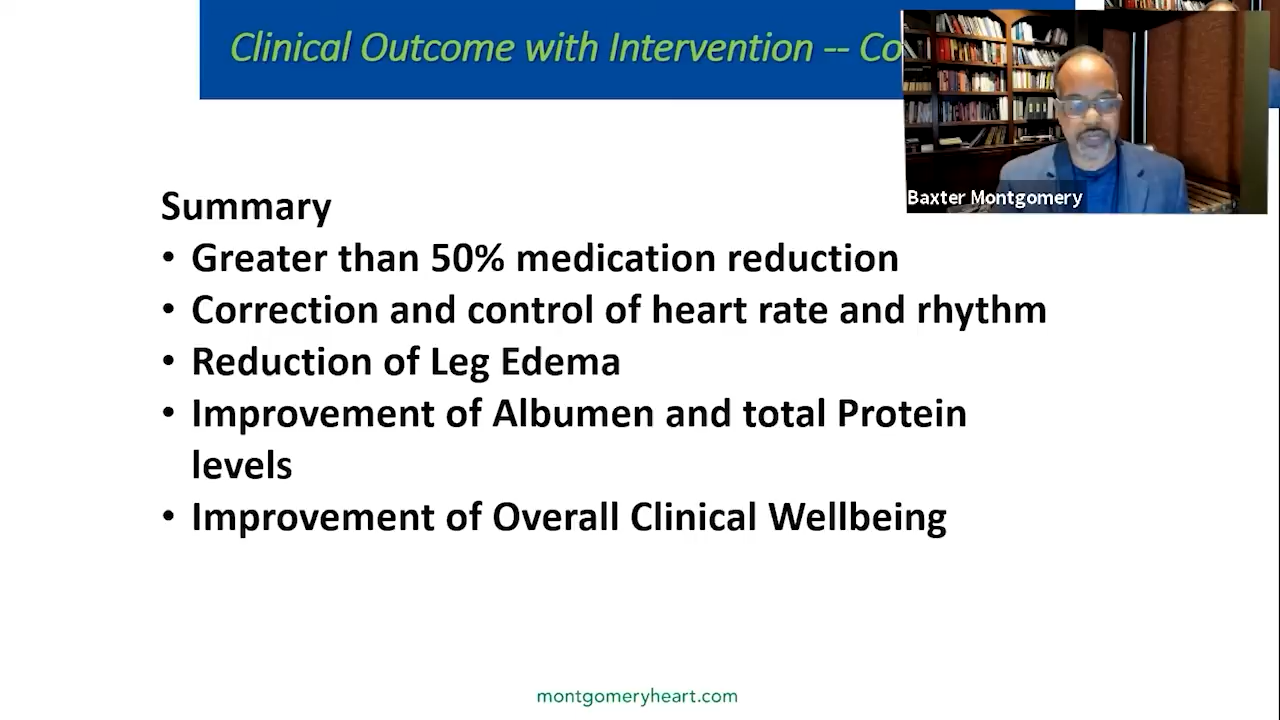 Clinical Outcome with Intervention -- Co
Baxter Montgomery
Summary
• Greater than 50% medication reduction
• Correction and control of heart rate and rhythm
• Reduction of Leg Edema
• Improvement of Albumen and total Protein
levels
• Improvement of Overall Clinical Wellbeing
montgomeryheart.com